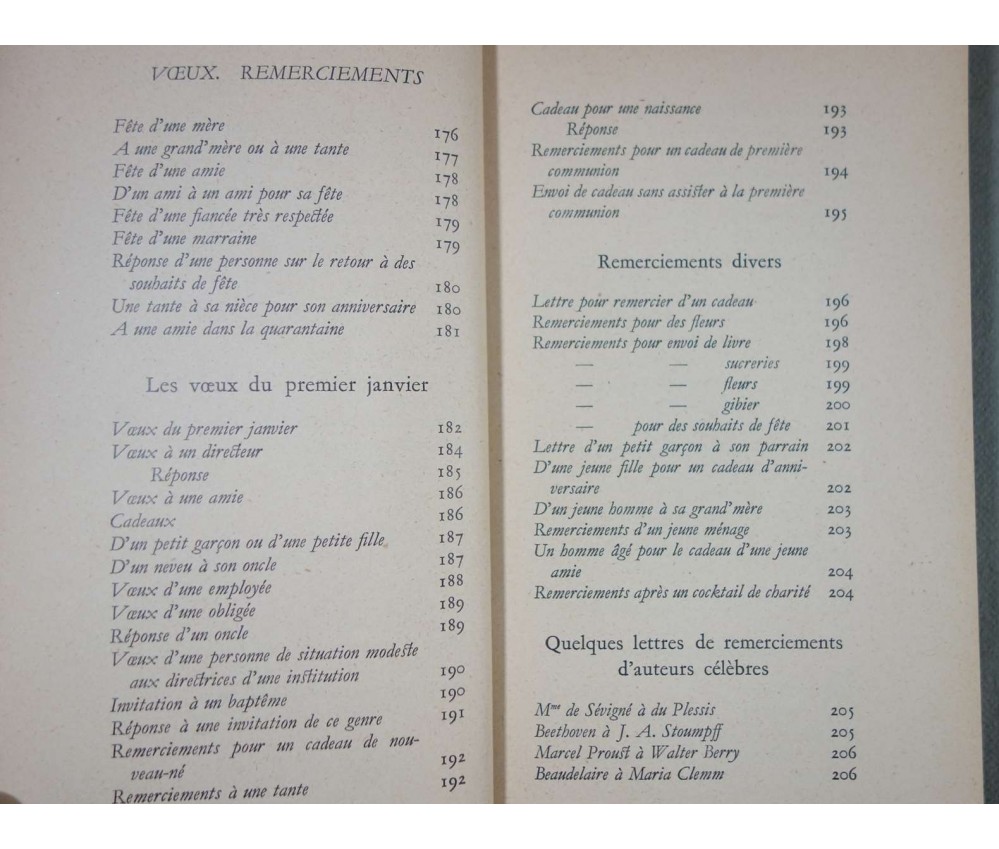 VŒUX. REMERCIEMENTS
Fête d'une mère 176
A une grand'mère ou à une tante 177
Fête d'une amie 178
D'un ami à un ami pour sa fête 178
Fête d'une fiancée très respectée 179
Fête d'une marraine 179
Réponse d'une personne sur le retour à des
souhaits de fête 180
Une tante à sa nièce pour son anniversaire 180
A une amie dans la quarantaine 181
Les vœux du premier janvier
Vœux du premier janvier 182
Vœux à un directeur 184
Réponse 185
Vœux à une amie 186
Cadeaux 186
D'un petit garçon ou d'une petite fille 187
D'un neveu à son oncle 187
Vœux d'une employée 188
Vœux d'une obligée 189
Réponse d'un oncle 189
Vœux d'une personne de situation modeste
aux directrices d'une institution 190
Invitation à un baptême 190
Réponse à une invitation de ce genre 191
Remerciements pour un cadeau de nou-
veau-né 192
Remerciements à une tante 192
Cadeau pour une naissance 193
Réponse 193
Remerciements pour un cadeau de première
communion 194
Envoi de cadeau sans assister à la première
communion 195
Remerciements divers
Lettre pour remercier d'un cadeau 196
Remerciements pour des fleurs 196
Remerciements pour envoi de livre 198
— — sucreries 199
— — fleurs 199
— — gibier 200
— pour des souhaits de fête 201
Lettre d'un petit garçon à son parrain 202
D'une jeune fille pour un cadeau d'anni-
versaire 202
D'un jeune homme à sa grand'mère 203
Remerciements d'un jeune ménage 203
Un homme âgé pour le cadeau d'une jeune
amie 204
Remerciements après un cocktail de charité 204
Quelques lettres de remerciements
d'auteurs célèbres
Mme de Sévigné à du Plessis 205
Beethoven à J. A. Stoumpff 205
Marcel Proust à Walter Berry 206
Beaudelaire à Maria Clemm 206